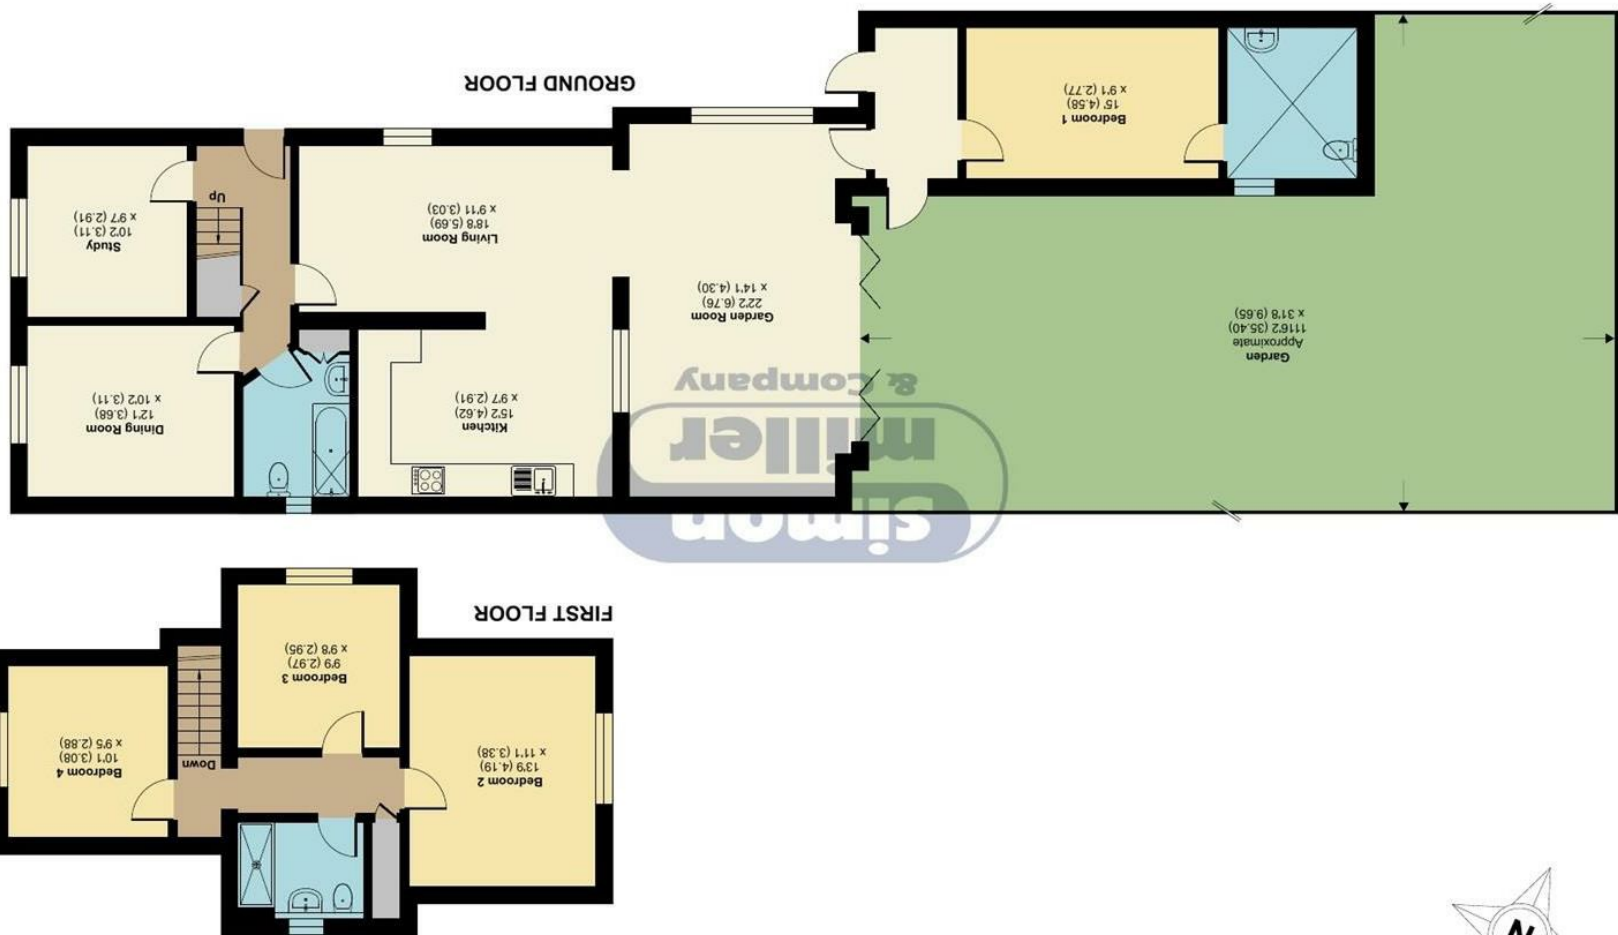 N
FIRST FLOOR
Bedroom 2
13'9 (4.19)
x 11'1 (3.38)
Bedroom 3
9'9 (2.97)
x 9'8 (2.95)
Down
Bedroom 4
10'1 (3.08)
x 9'5 (2.88)
simon
miller
& Company
Garden
Approximate
116'2 (35.40)
x 31'8 (9.65)
Garden Room
22'2 (6.76)
x 14'1 (4.30)
Kitchen
15'2 (4.62)
x 9'7 (2.91)
Dining Room
12'1 (3.68)
x 10'2 (3.11)
Living Room
18'8 (5.69)
x 9'11 (3.03)
Study
10'2 (3.11)
x 9'7 (2.91)
Up
Bedroom 1
15' (4.58)
x 9'1 (2.77)
GROUND FLOOR